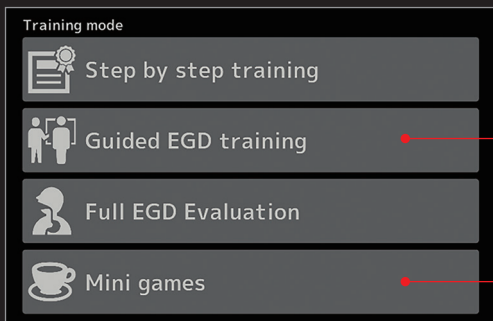 Training mode
Step by step training
Guided EGD training
Full EGD Evaluation
Mini games